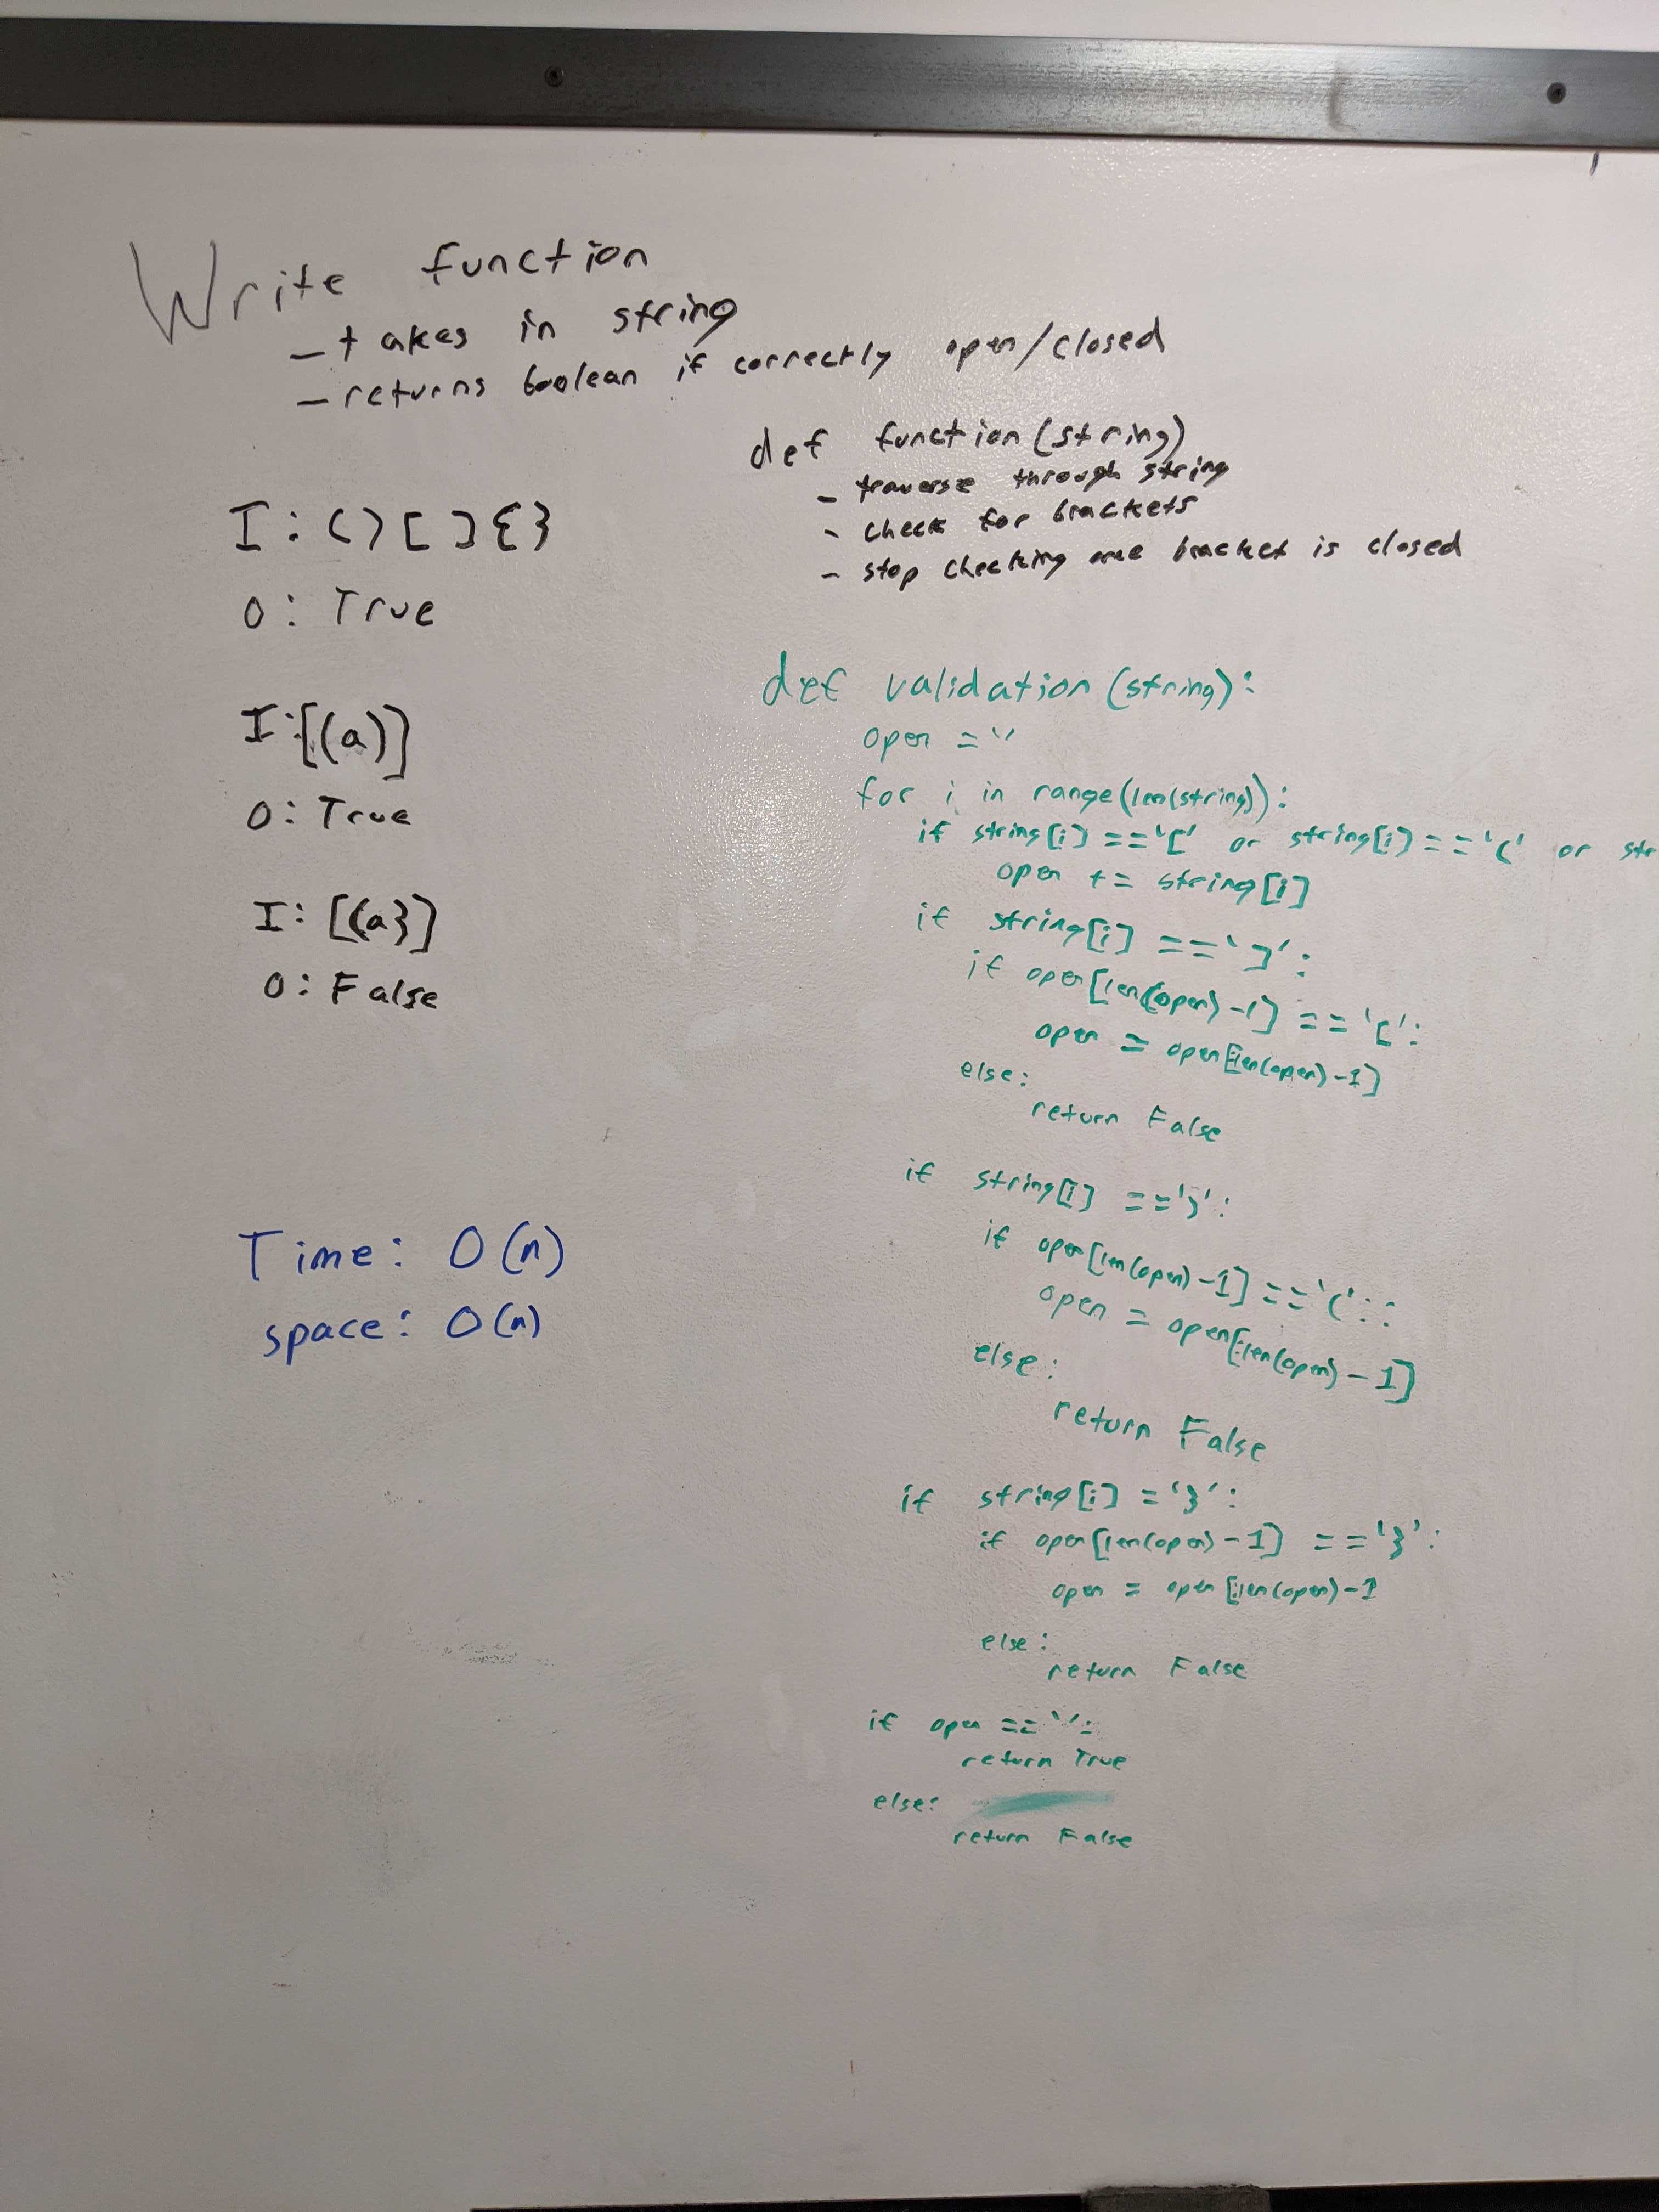 Write function
- takes in string
- returns boolean if correctly open/closed
I: ()[]{}
O: True
I:[(a)]
O: True
I: [(a}]
O: False
Time: O(n)
space: O(n)
def function(string)
- traverse through string
- check for brackets
- stop checking once bracket is closed
def validation(string):
open = ''
for i in range(len(string)):
if string[i] == '[' or string[i] == '(' or str
open += string[i]
if string[i] == ']':
if open[len(open) -1] == '[':
open = open[:len(open) -1]
else:
return False
if string[i] == ')':
if open[len(open) -1] == '(' : :
open = open[:len(open) -1]
else:
return False
if string[i] = '}':
if open[len(open) -1] == '}':
open = open[:len(open) -1
else:
return False
if open == '':
return True
else:
return False